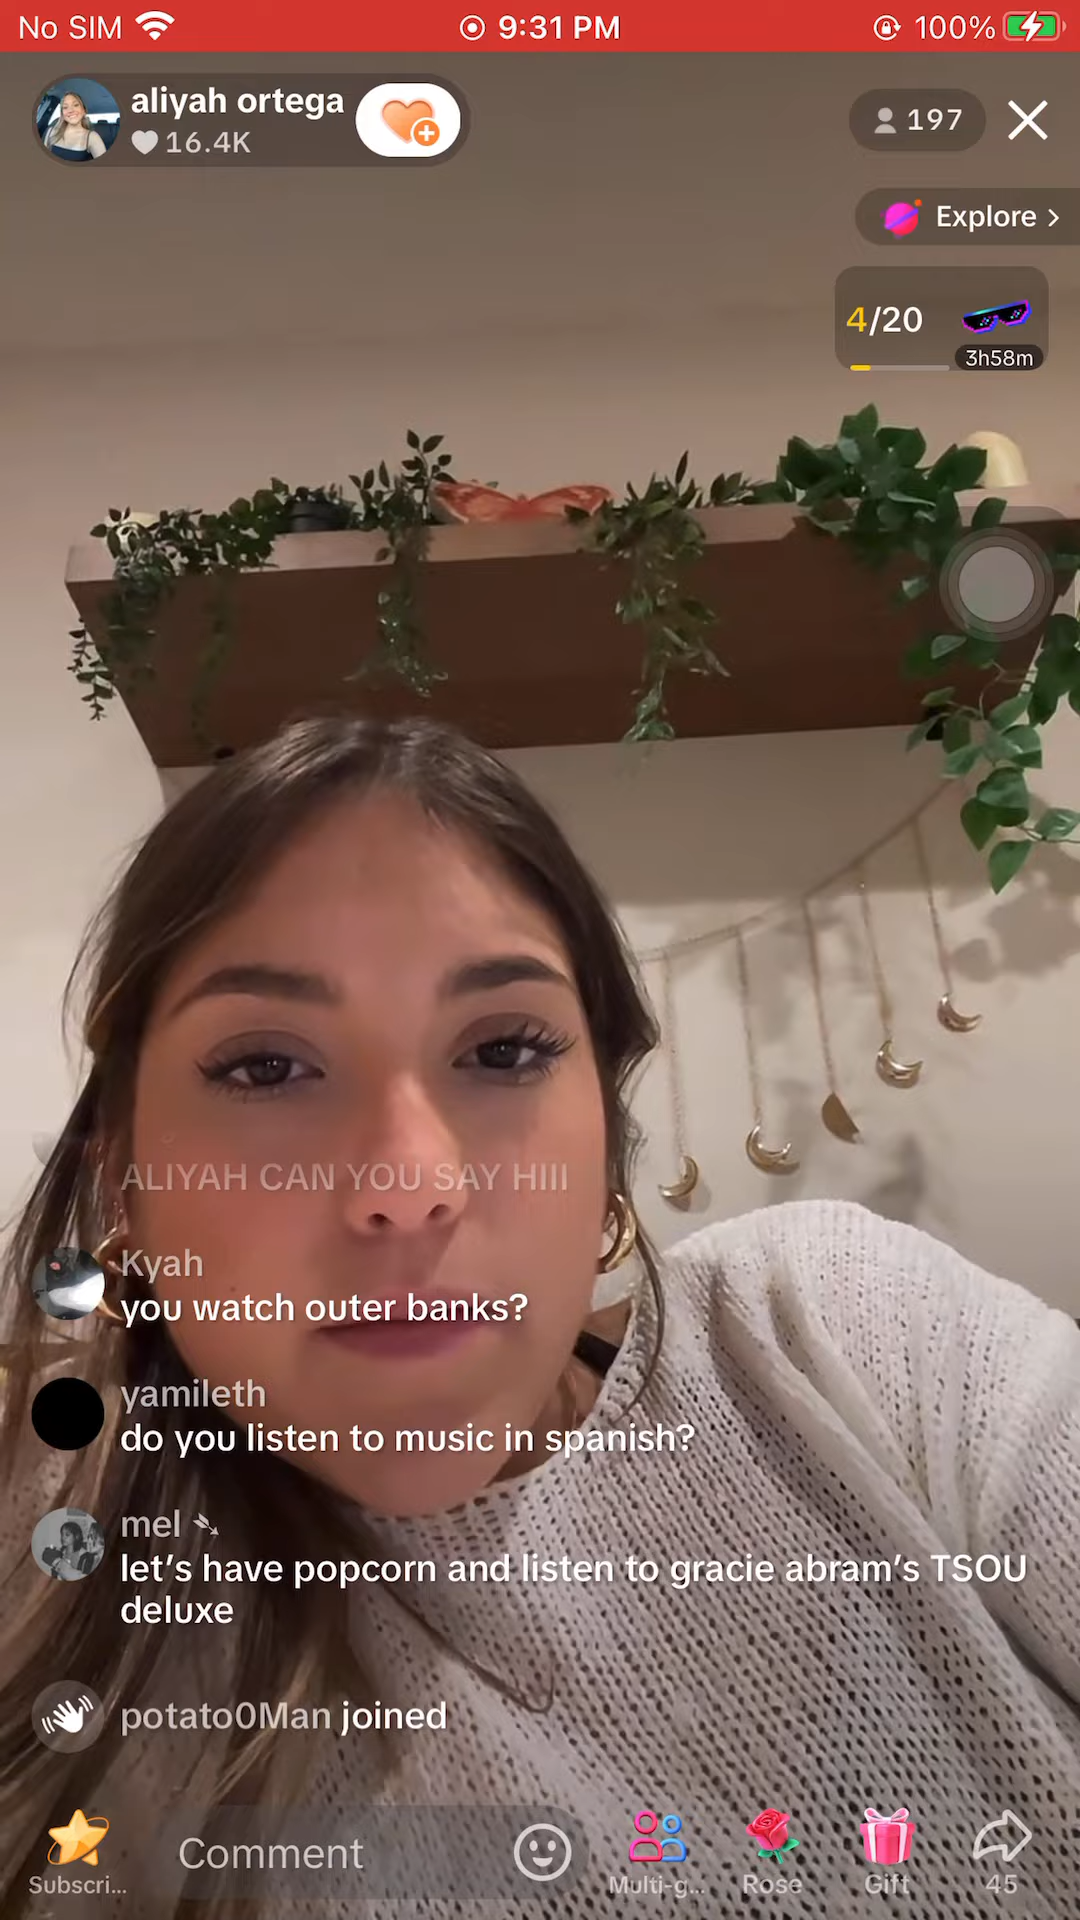 No SIM
9:31 PM
100%
aliyah ortega
16.4K
197
Explore
4/20
3h58m
ALIYAH CAN YOU SAY HIII
Kyah
you watch outer banks?
yamileth
do you listen to music in spanish?
mel
let's have popcorn and listen to gracie abram's TSOU
deluxe
potato0Man joined
Comment
Subscri...
Multi-g...
Rose
Gift
45